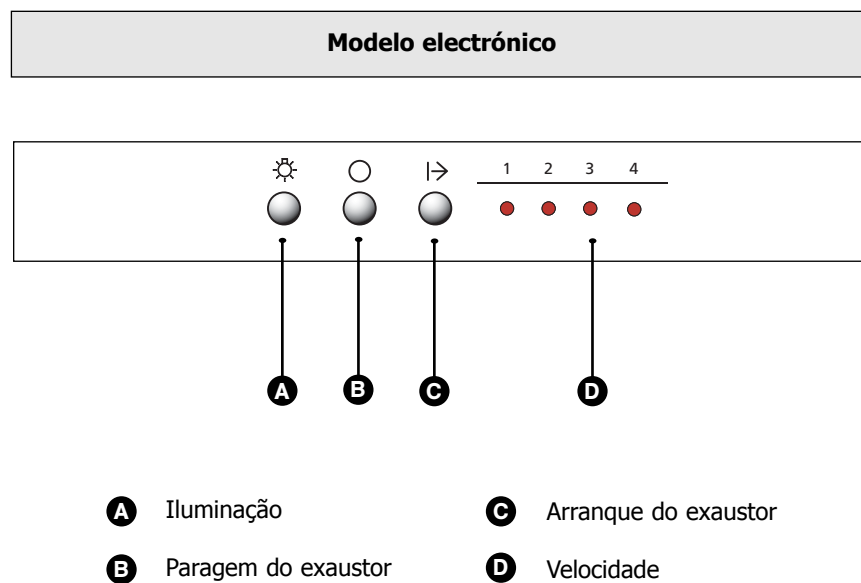 Modelo electrónico
1 2 3 4
A B C D
A Iluminação
B Paragem do exaustor
C Arranque do exaustor
D Velocidade